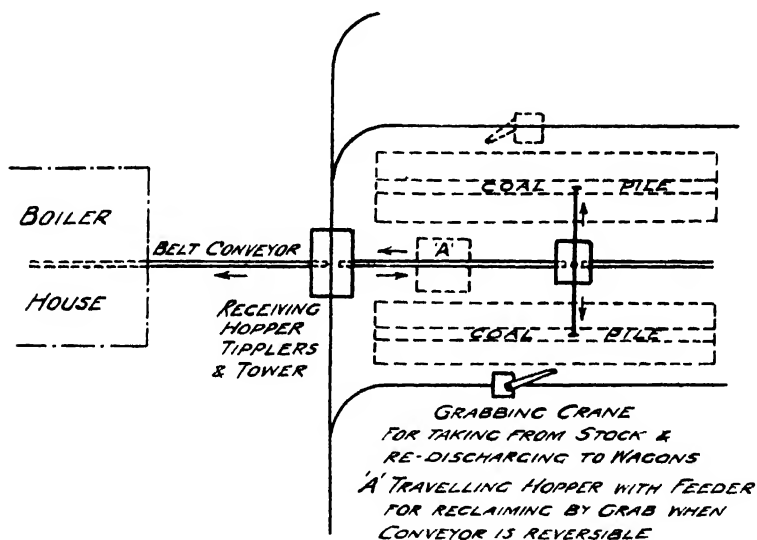 COAL PILE
BOILER
HOUSE
BELT CONVEYOR
'A'
RECEIVING
HOPPER
TIPPLERS
& TOWER
COAL PILE
GRABBING CRANE
FOR TAKING FROM STOCK &
RE-DISCHARGING TO WAGONS
'A' TRAVELLING HOPPER WITH FEEDER
FOR RECLAIMING BY GRAB WHEN
CONVEYOR IS REVERSIBLE